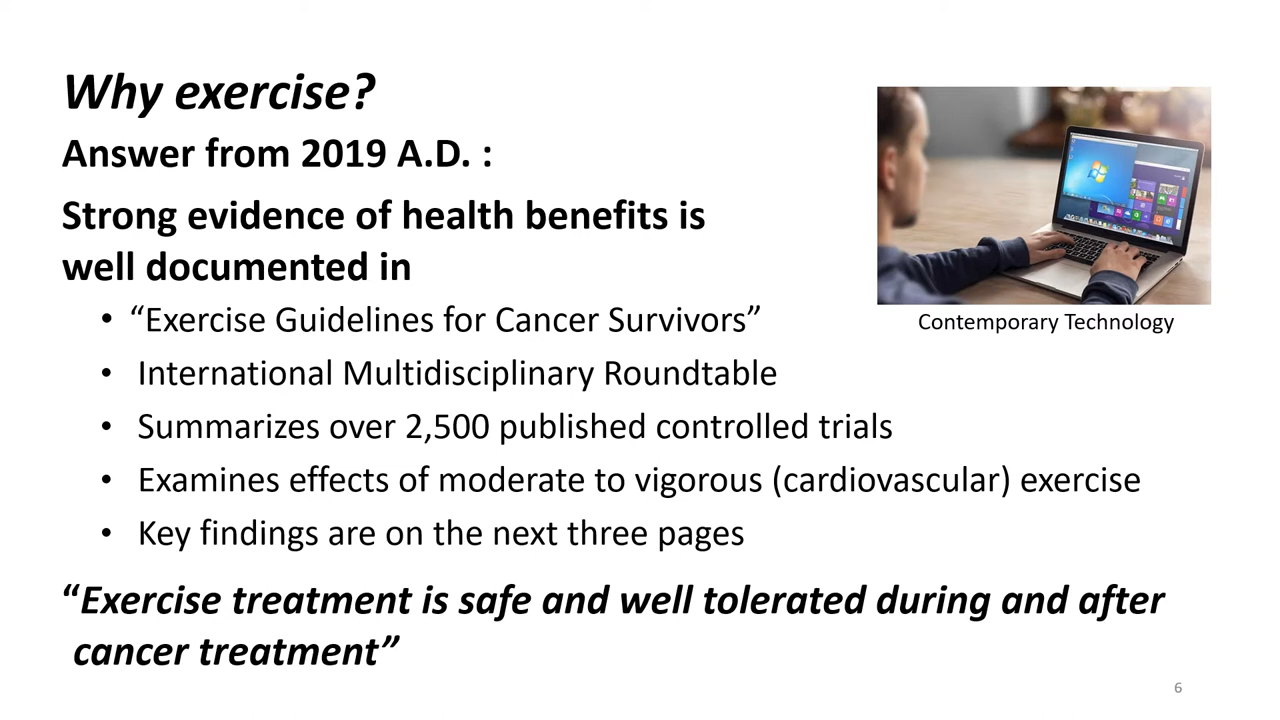 Why exercise?
Answer from 2019 A.D. :
Strong evidence of health benefits is
well documented in
• “Exercise Guidelines for Cancer Survivors”
• International Multidisciplinary Roundtable
• Summarizes over 2,500 published controlled trials
• Examines effects of moderate to vigorous (cardiovascular) exercise
• Key findings are on the next three pages
“Exercise treatment is safe and well tolerated during and after
cancer treatment”
Contemporary Technology
6